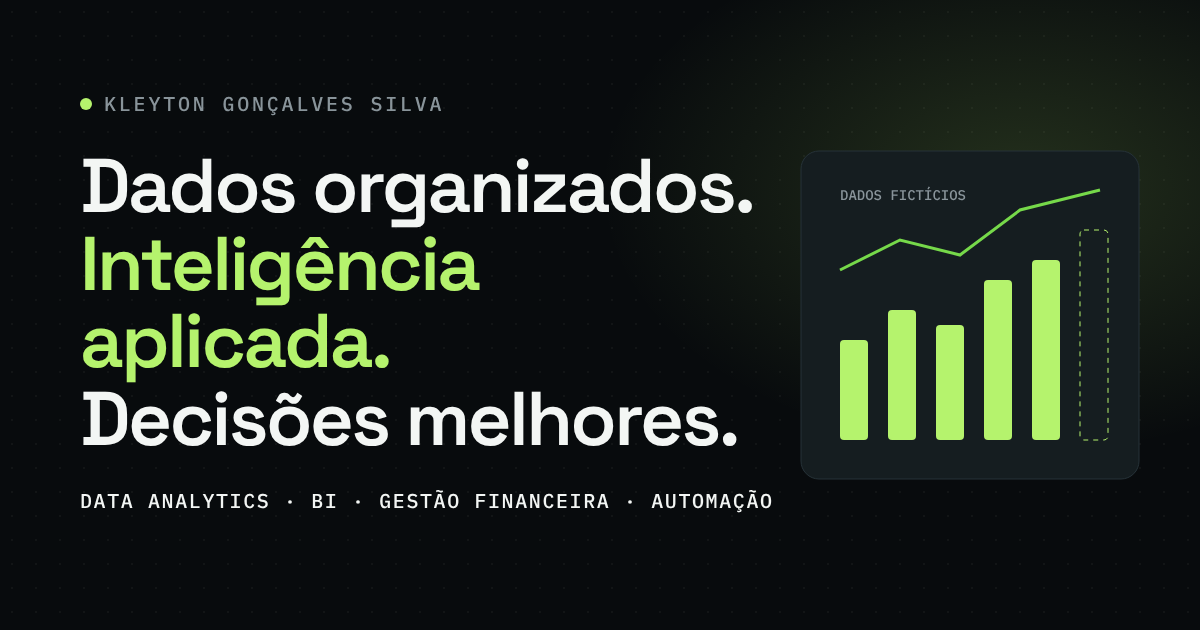 KLEYTON GONÇALVES SILVA
Dados organizados.
Inteligência
aplicada.
Decisões melhores.
DATA ANALYTICS · BI · GESTÃO FINANCEIRA · AUTOMAÇÃO
DADOS FICTÍCIOS